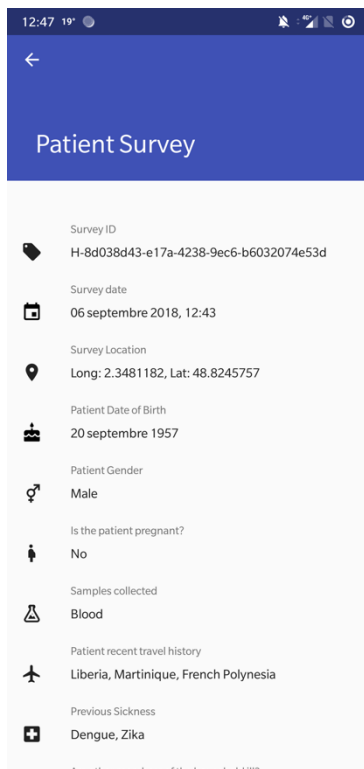 12:47 19°
4G+
Patient Survey
Survey ID
H-8d038d43-e17a-4238-9ec6-b6032074e53d
Survey date
06 septembre 2018, 12:43
Survey Location
Long: 2.3481182, Lat: 48.8245757
Patient Date of Birth
20 septembre 1957
Patient Gender
Male
Is the patient pregnant?
No
Samples collected
Blood
Patient recent travel history
Liberia, Martinique, French Polynesia
Previous Sickness
Dengue, Zika